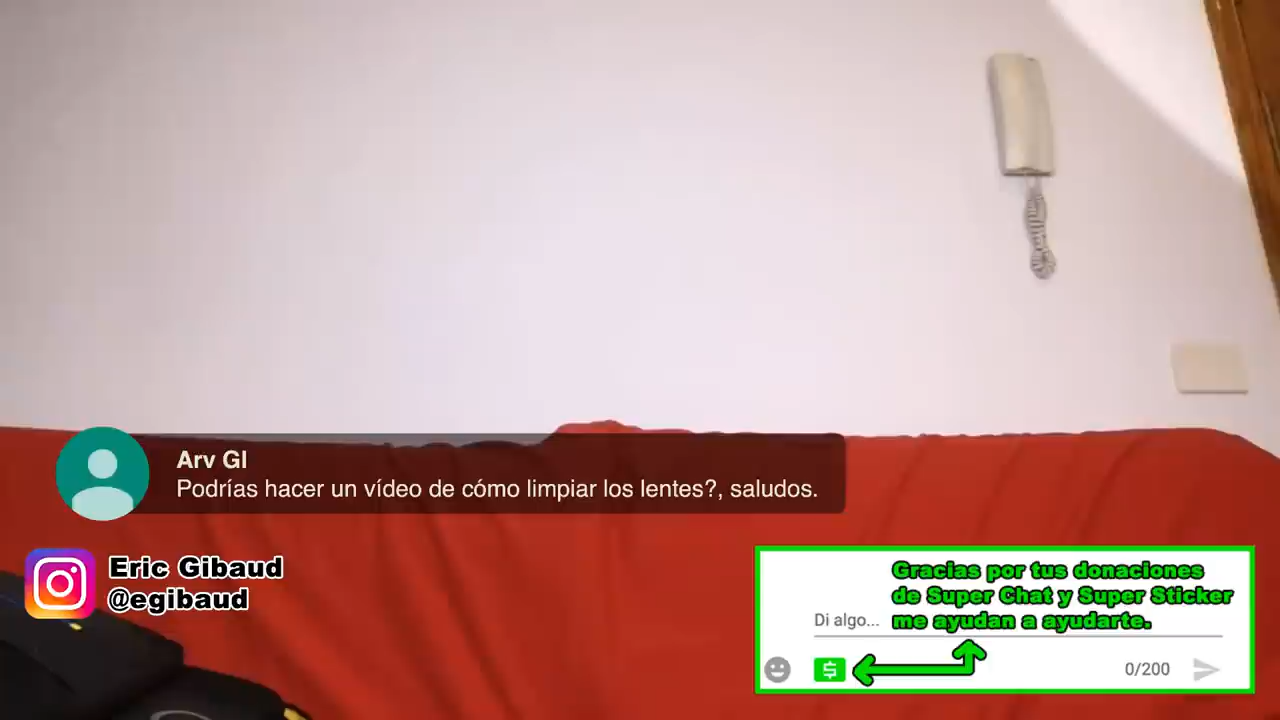 Arv Gl
Podrías hacer un vídeo de cómo limpiar los lentes?, saludos.
Eric Gibaud
@egibaud
Gracias por tus donaciones
de Super Chat y Super Sticker
me ayudan a ayudarte.
Di algo...
$
0/200